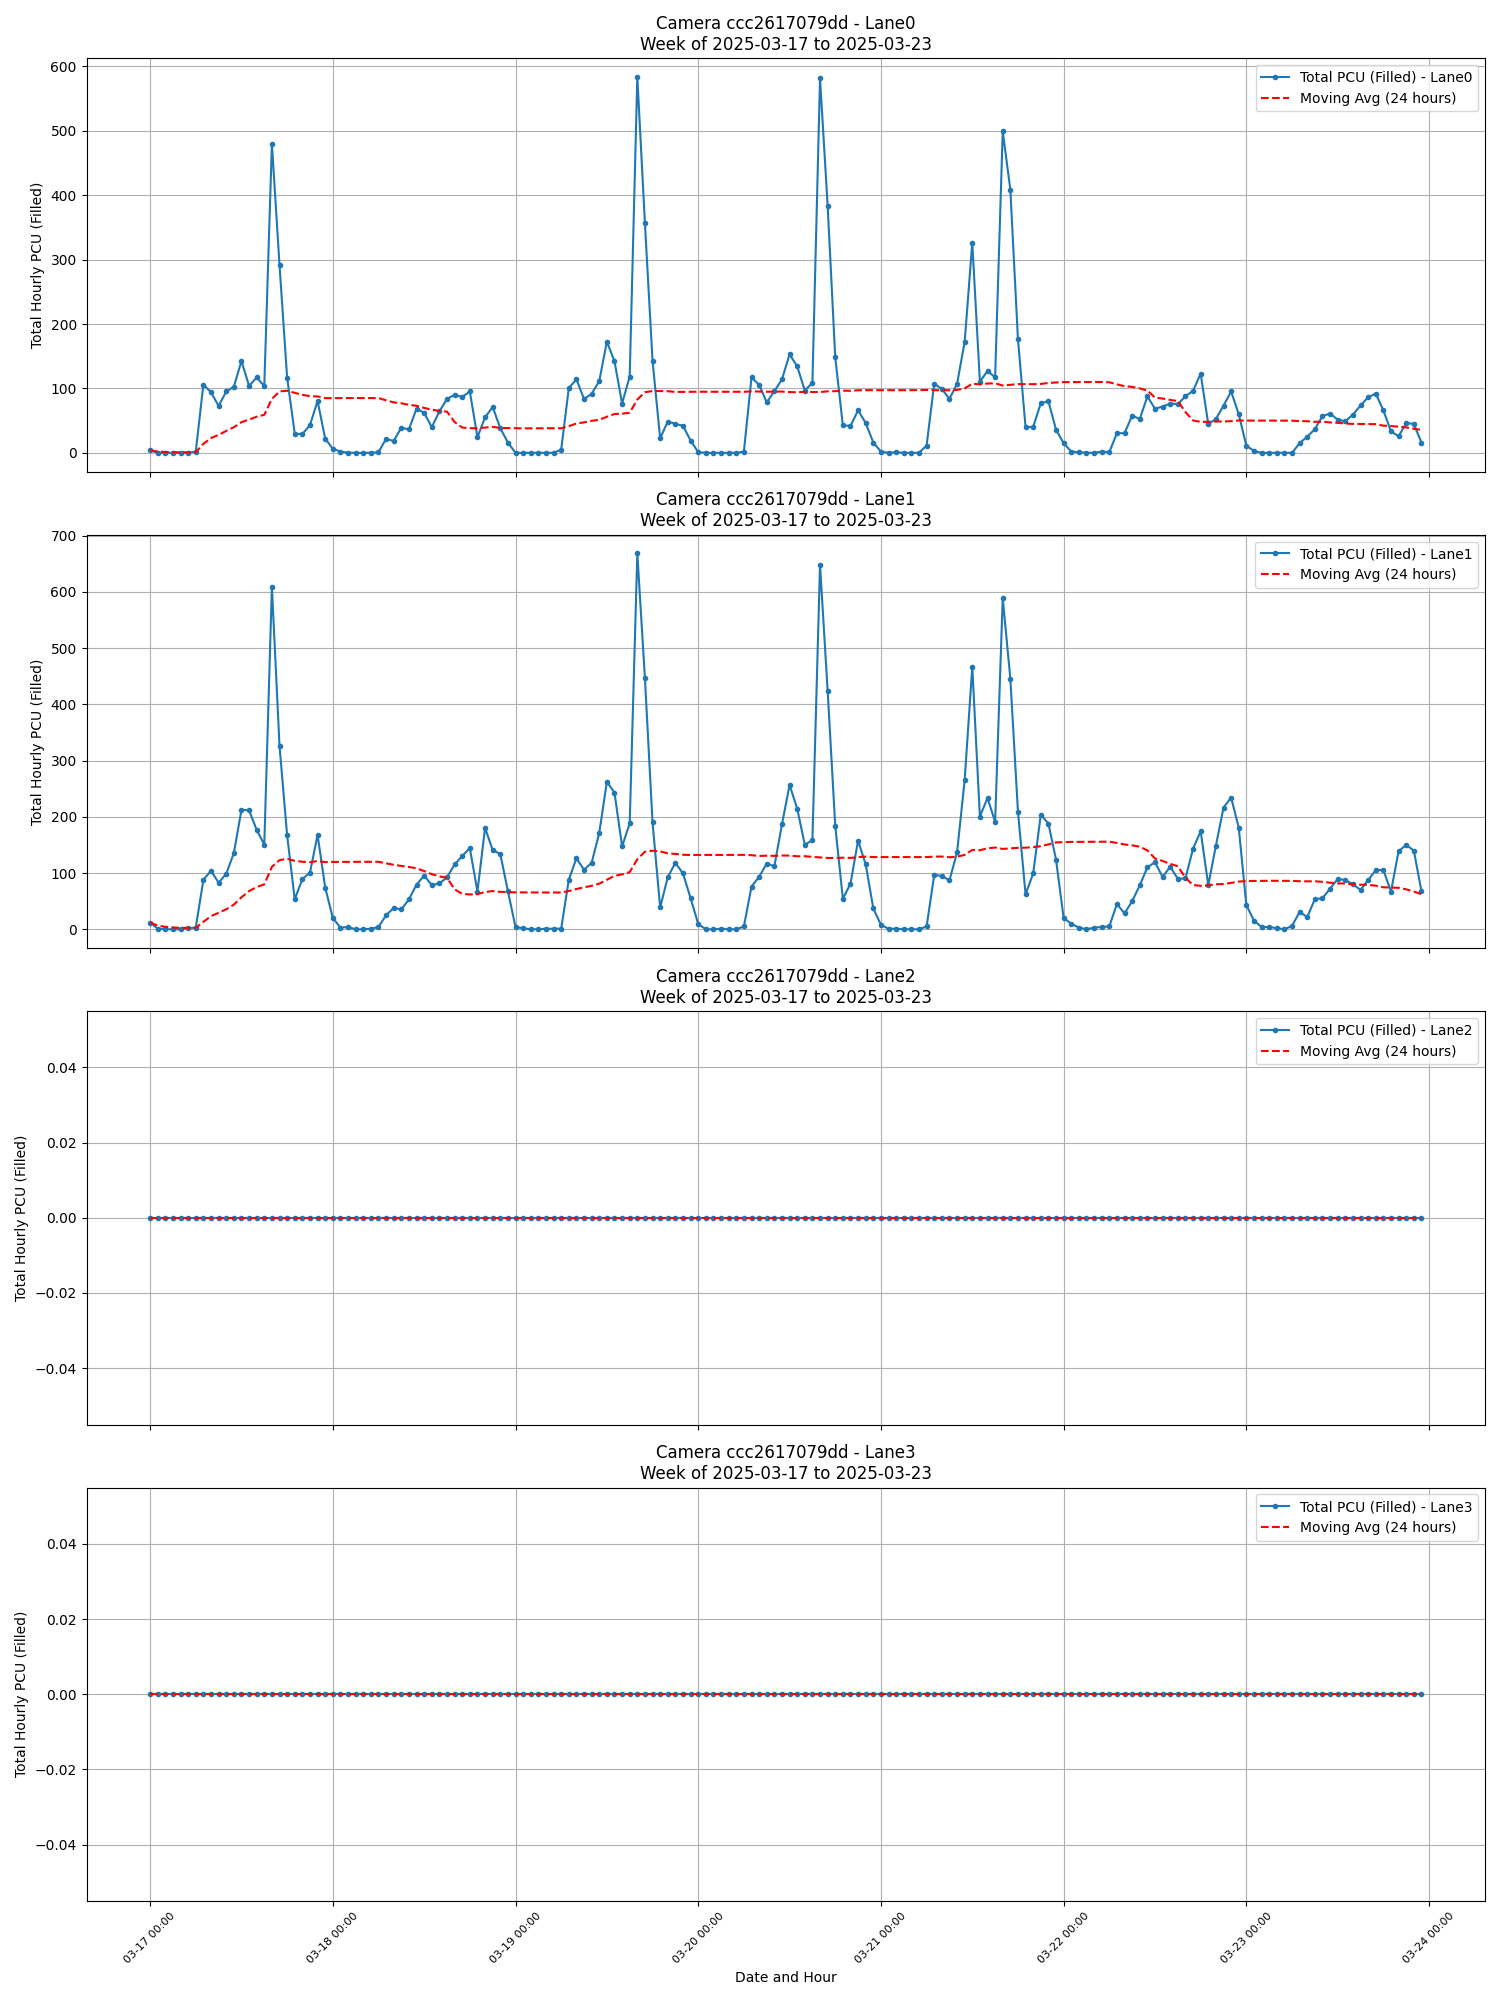 Camera ccc2617079dd - Lane0
Week of 2025-03-17 to 2025-03-23
Total PCU (Filled) - Lane0
Moving Avg (24 hours)
Total Hourly PCU (Filled)
600
500
400
300
200
100
0
Camera ccc2617079dd - Lane1
Week of 2025-03-17 to 2025-03-23
Total PCU (Filled) - Lane1
Moving Avg (24 hours)
Total Hourly PCU (Filled)
700
600
500
400
300
200
100
0
Camera ccc2617079dd - Lane2
Week of 2025-03-17 to 2025-03-23
Total PCU (Filled) - Lane2
Moving Avg (24 hours)
Total Hourly PCU (Filled)
0.04
0.02
0.00
−0.02
−0.04
Camera ccc2617079dd - Lane3
Week of 2025-03-17 to 2025-03-23
Total PCU (Filled) - Lane3
Moving Avg (24 hours)
Total Hourly PCU (Filled)
0.04
0.02
0.00
−0.02
−0.04
03-17 00:00
03-18 00:00
03-19 00:00
03-20 00:00
03-21 00:00
03-22 00:00
03-23 00:00
03-24 00:00
Date and Hour